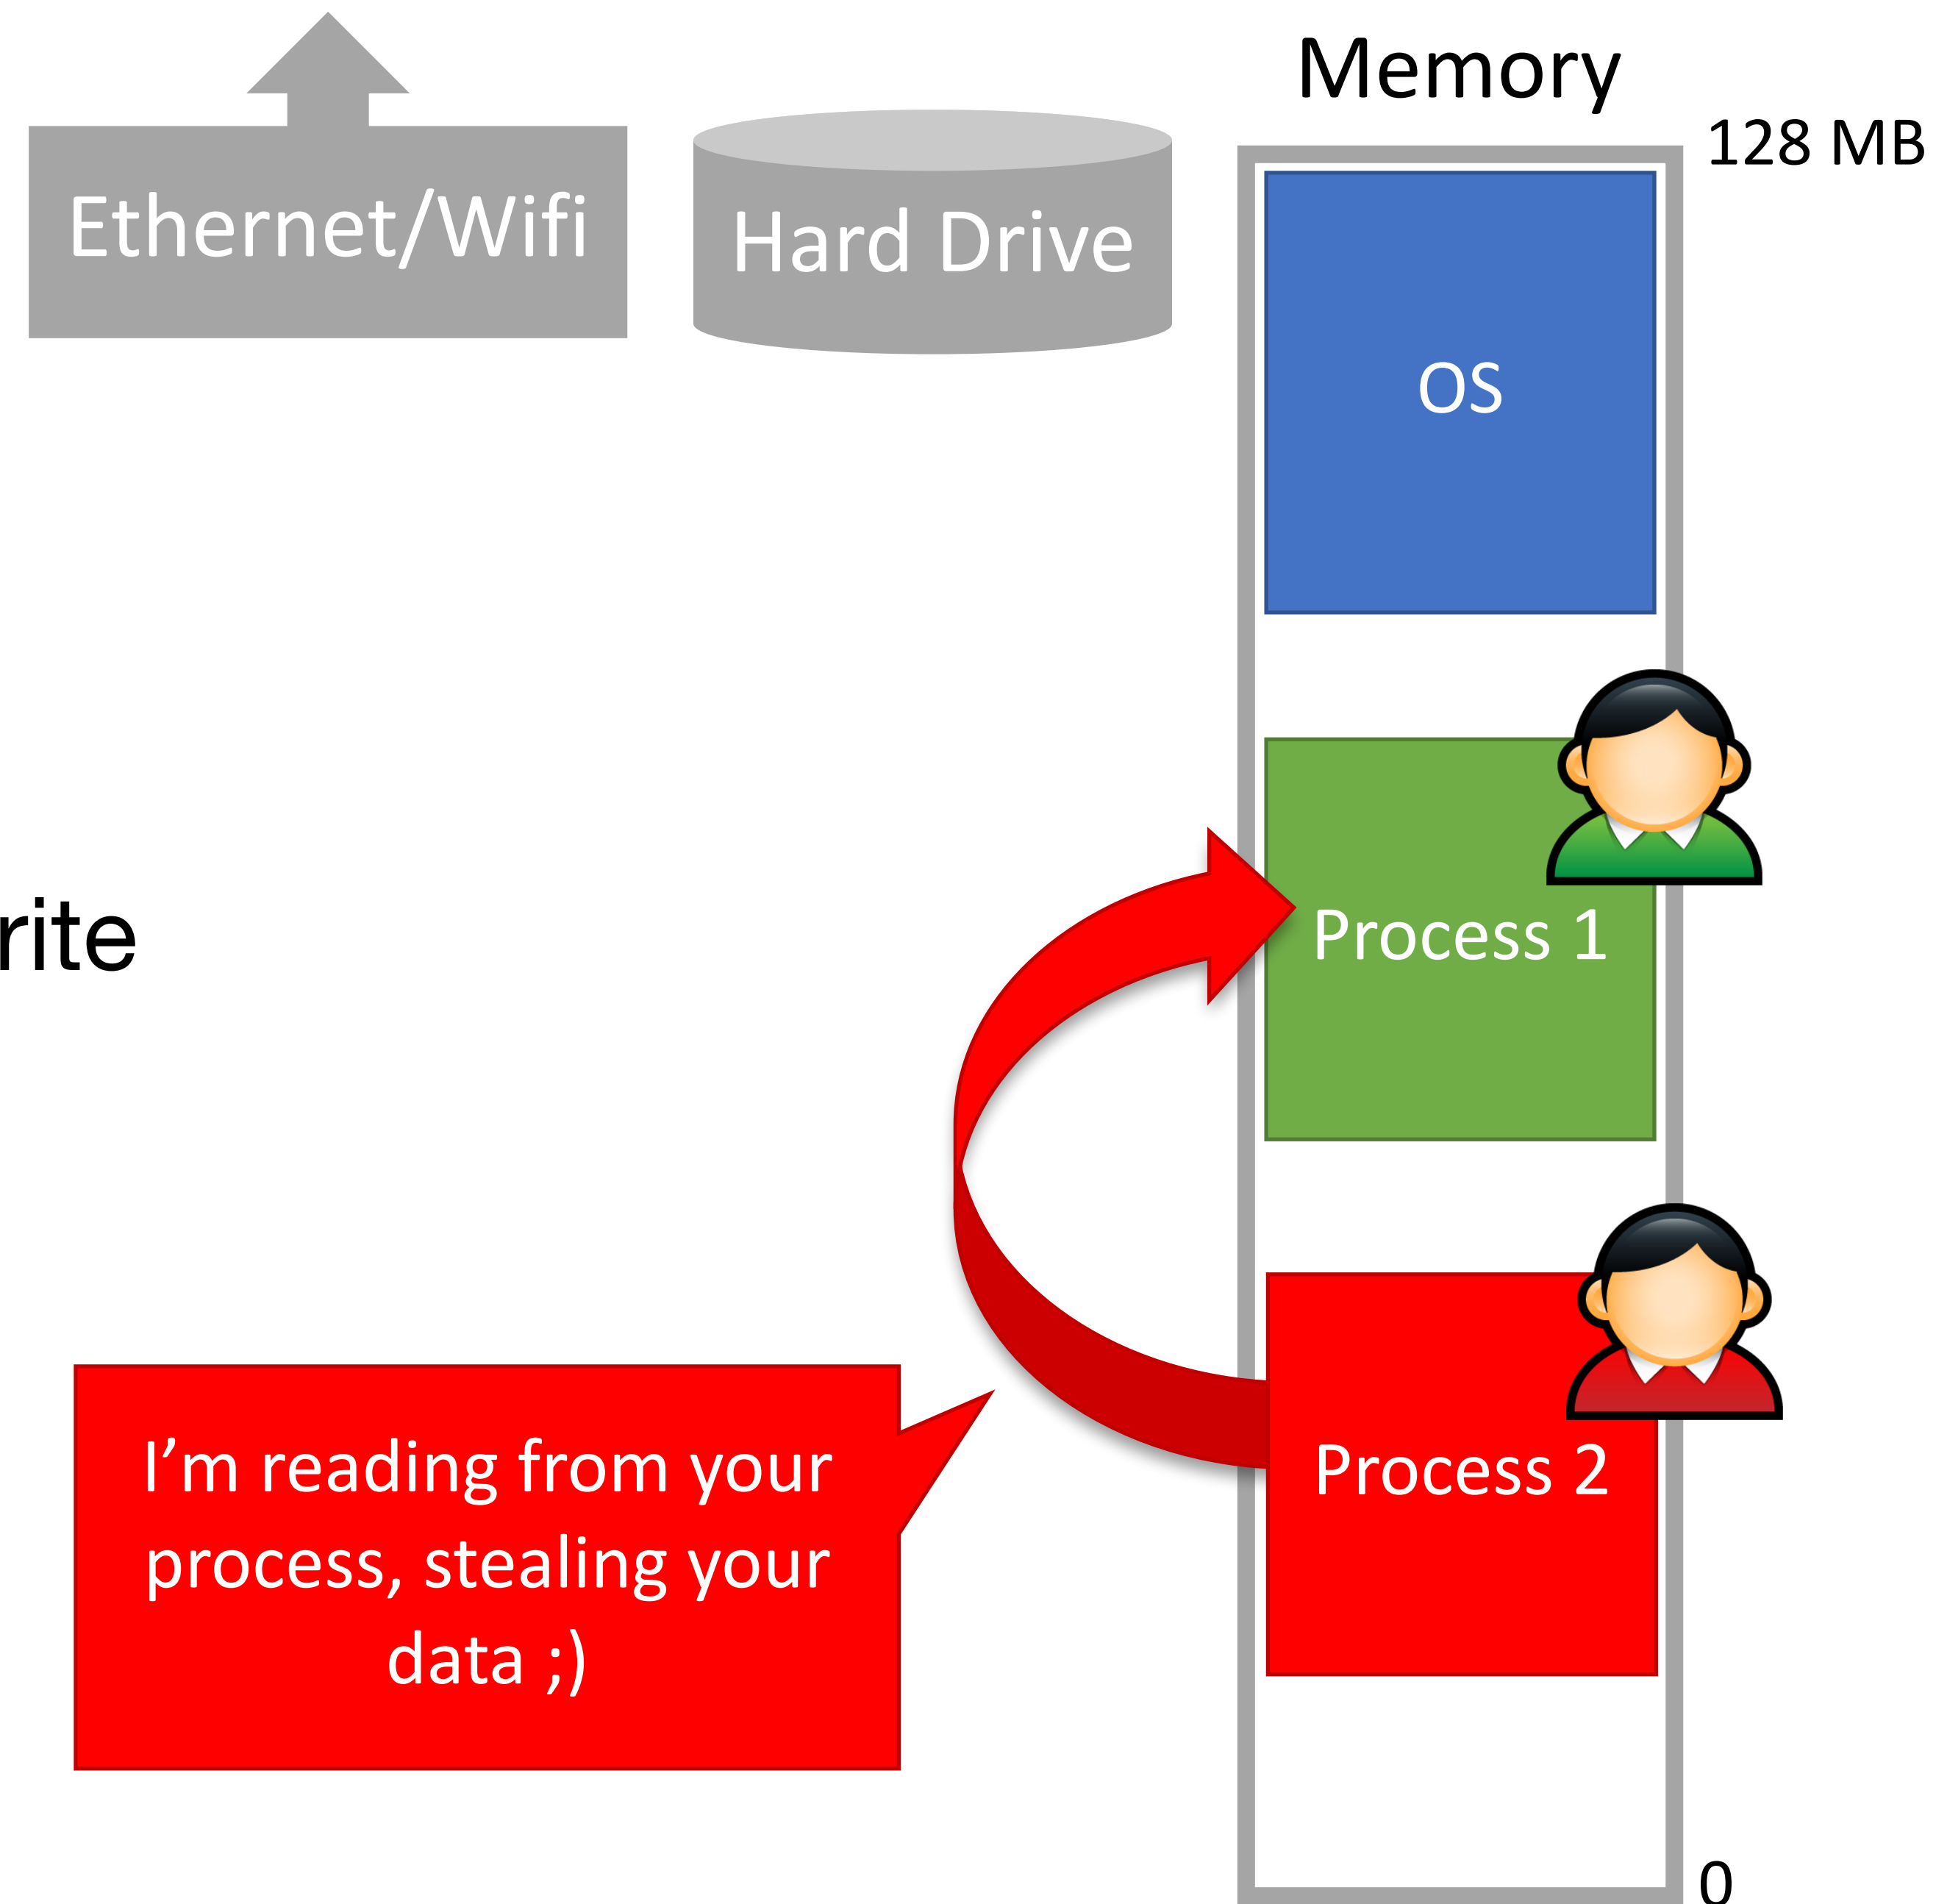 Memory
128 MB
Ethernet/Wifi
Hard Drive
OS
rite
Process 1
I’m reading from your
process, stealing your
data ;)
Process 2
0